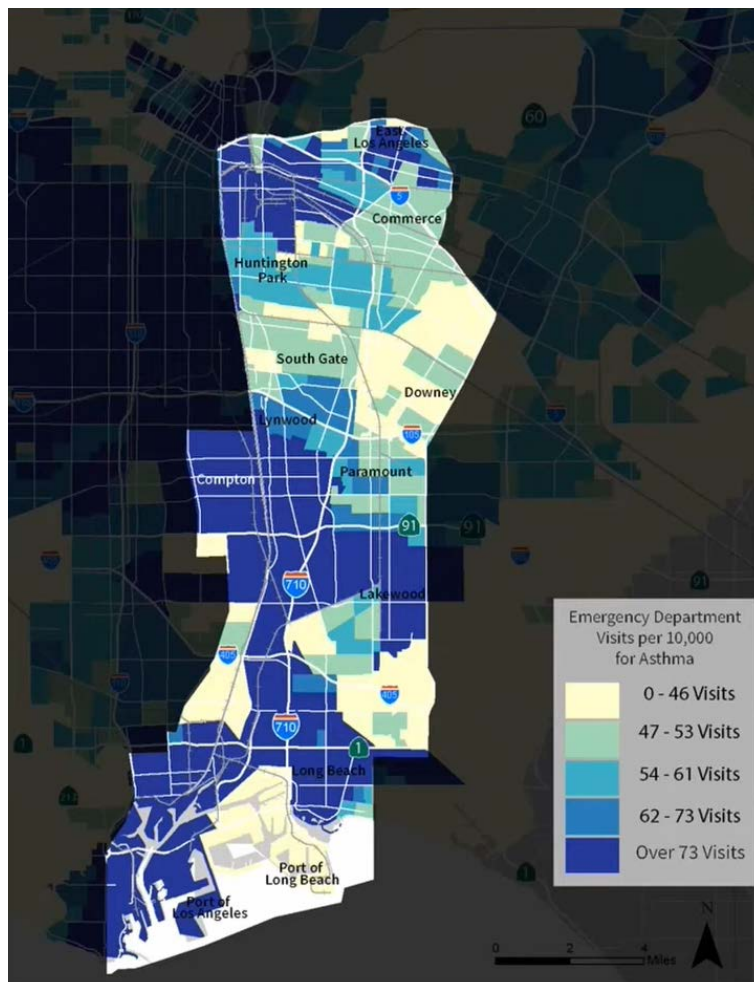 60
East
Los Angeles
5
Commerce
Huntington
Park
South Gate
Downey
Lynwood
105
Compton
Paramount
91
91
710
Lakewood
91
405
405
710
1
1
Long Beach
Port of
Long Beach
Port of
Los Angeles
1
Emergency Department
Visits per 10,000
for Asthma
0 - 46 Visits
47 - 53 Visits
54 - 61 Visits
62 - 73 Visits
Over 73 Visits
N
0 2 4
Miles